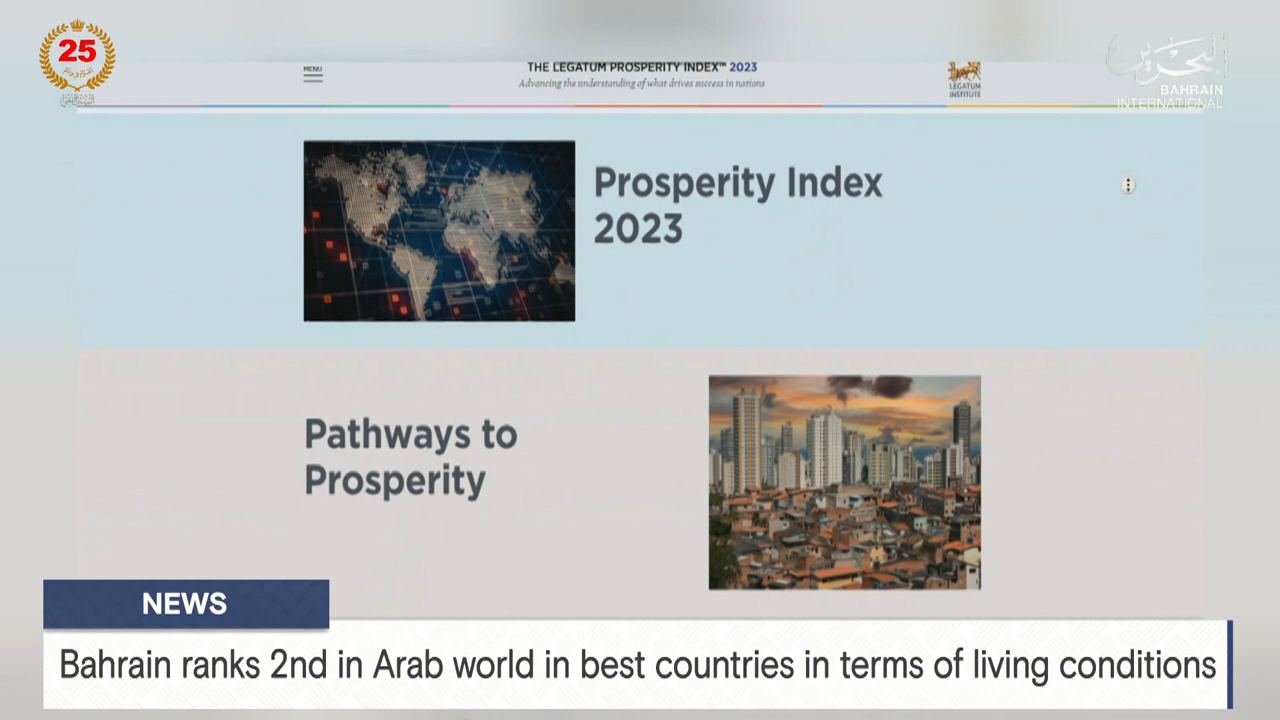 25
MENU
THE LEGATUM PROSPERITY INDEX™ 2023
Advancing the understanding of what drives success in nations
LEGATUM
INSTITUTE
البحرين
BAHRAIN
INTERNATIONAL
Prosperity Index
2023
Pathways to
Prosperity
NEWS
Bahrain ranks 2nd in Arab world in best countries in terms of living conditions